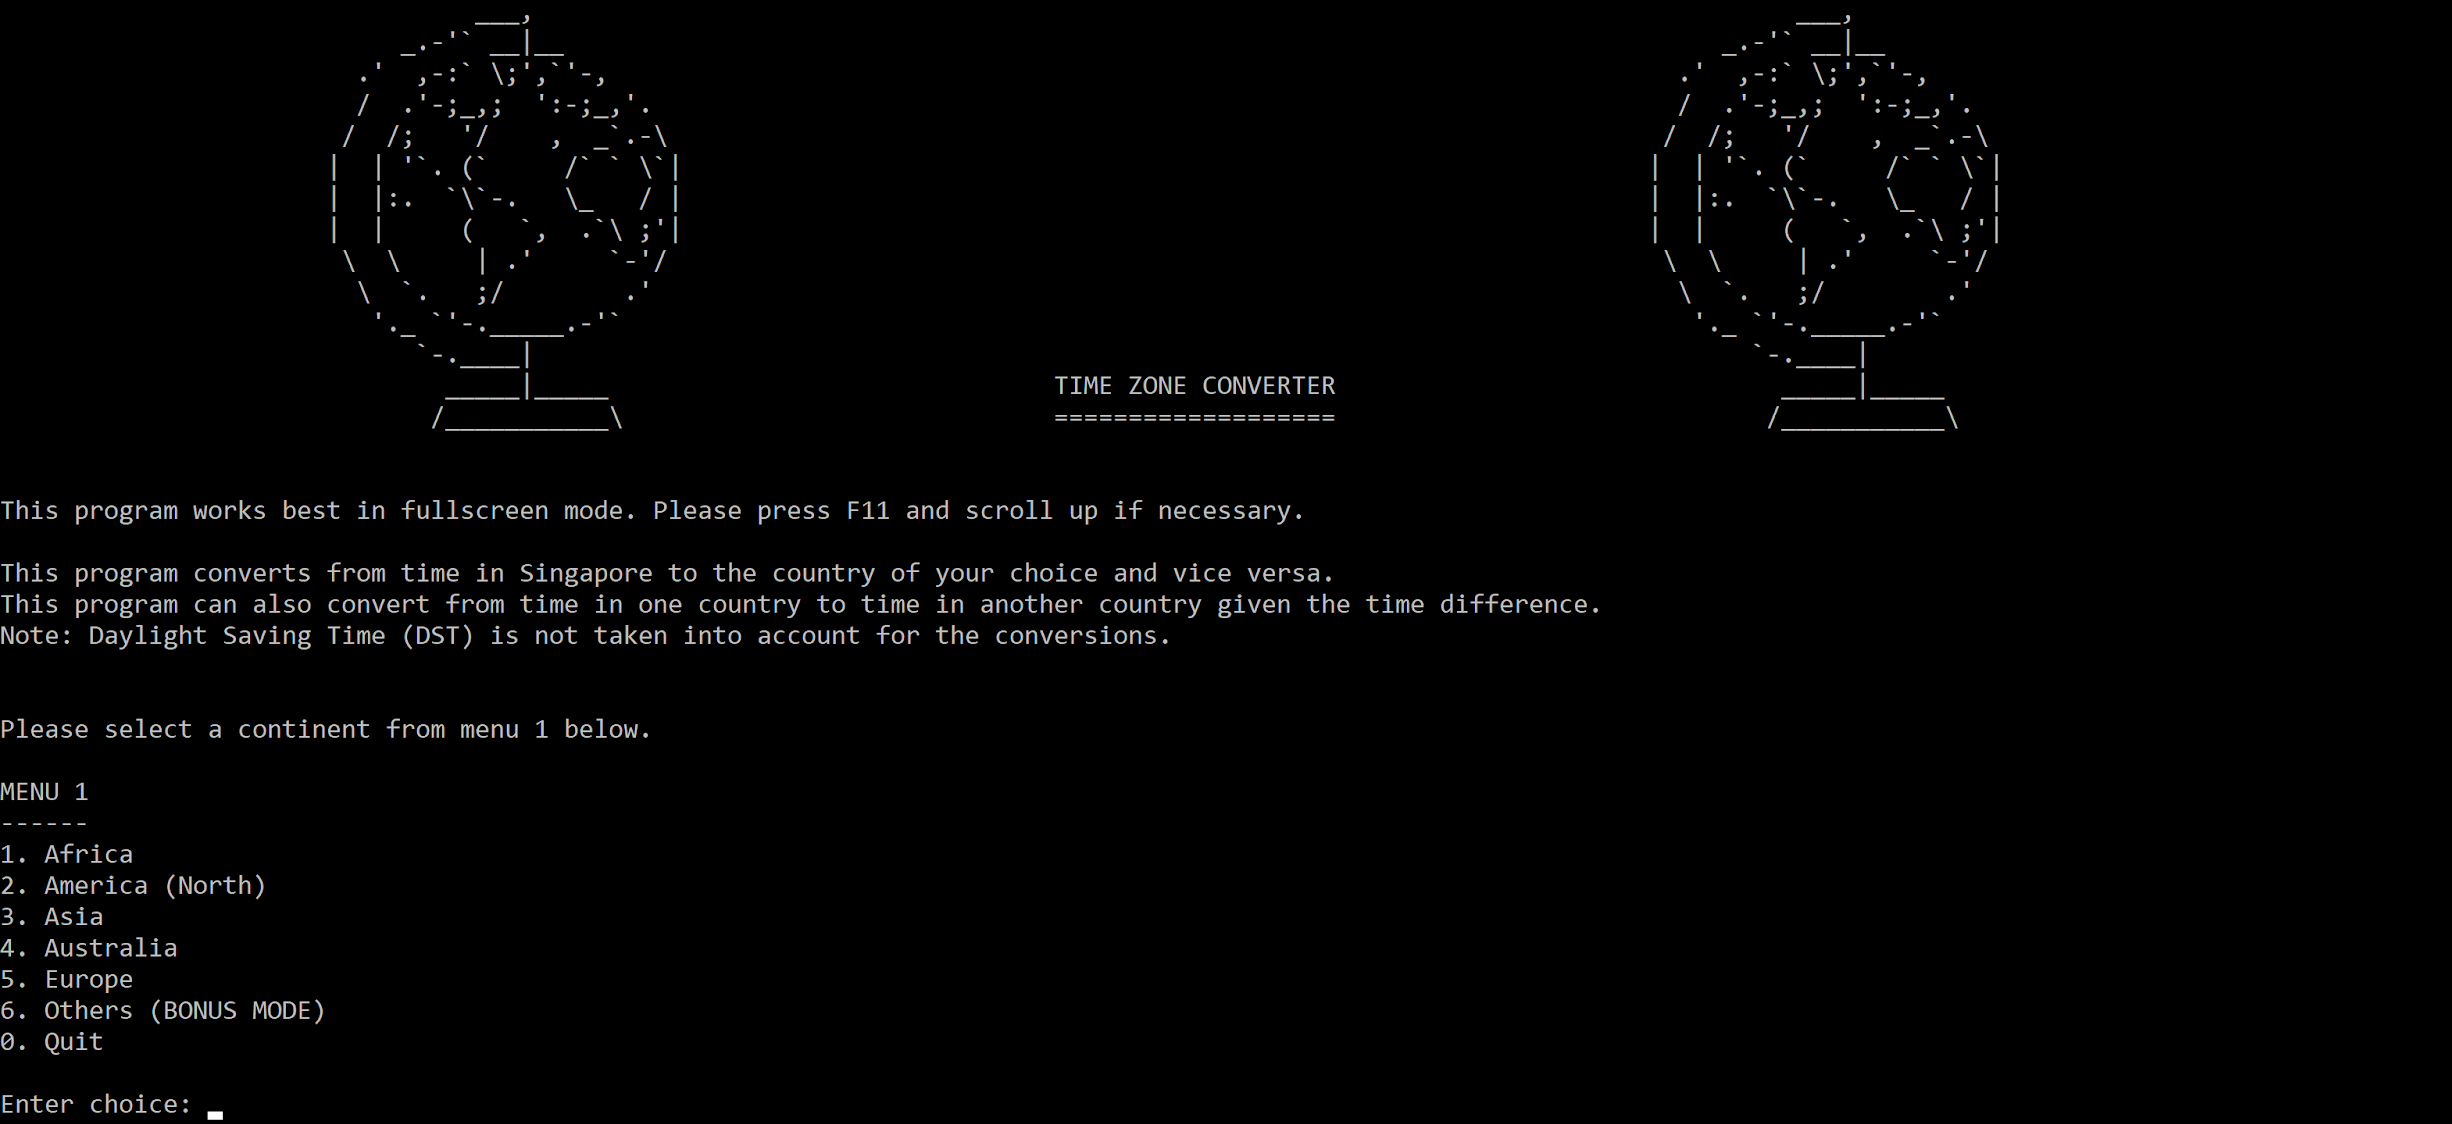 TIME ZONE CONVERTER
===================
This program works best in fullscreen mode. Please press F11 and scroll up if necessary.
This program converts from time in Singapore to the country of your choice and vice versa.
This program can also convert from time in one country to time in another country given the time difference.
Note: Daylight Saving Time (DST) is not taken into account for the conversions.
Please select a continent from menu 1 below.
MENU 1
------
1. Africa
2. America (North)
3. Asia
4. Australia
5. Europe
6. Others (BONUS MODE)
0. Quit
Enter choice: